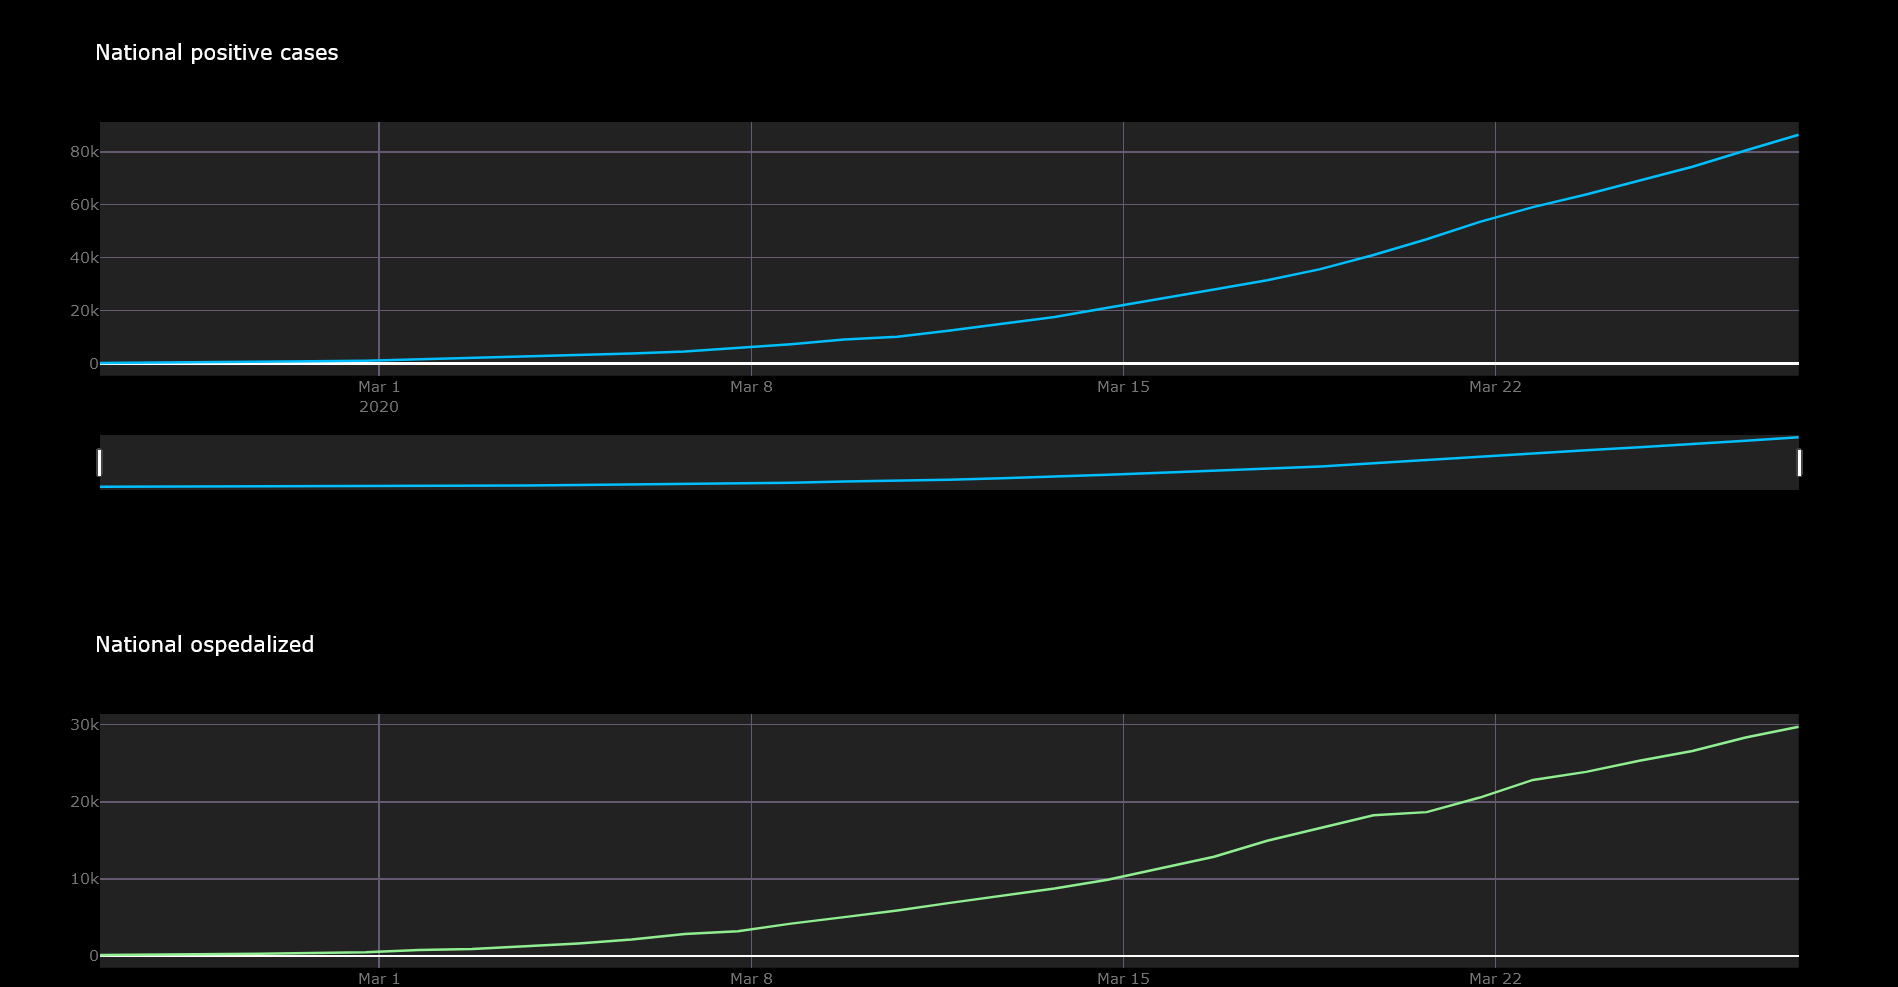 National positive cases
80k
60k
40k
20k
0
Mar 1 Mar 8 Mar 15 Mar 22
2020
National ospedalized
30k
20k
10k
0
Mar 1 Mar 8 Mar 15 Mar 22